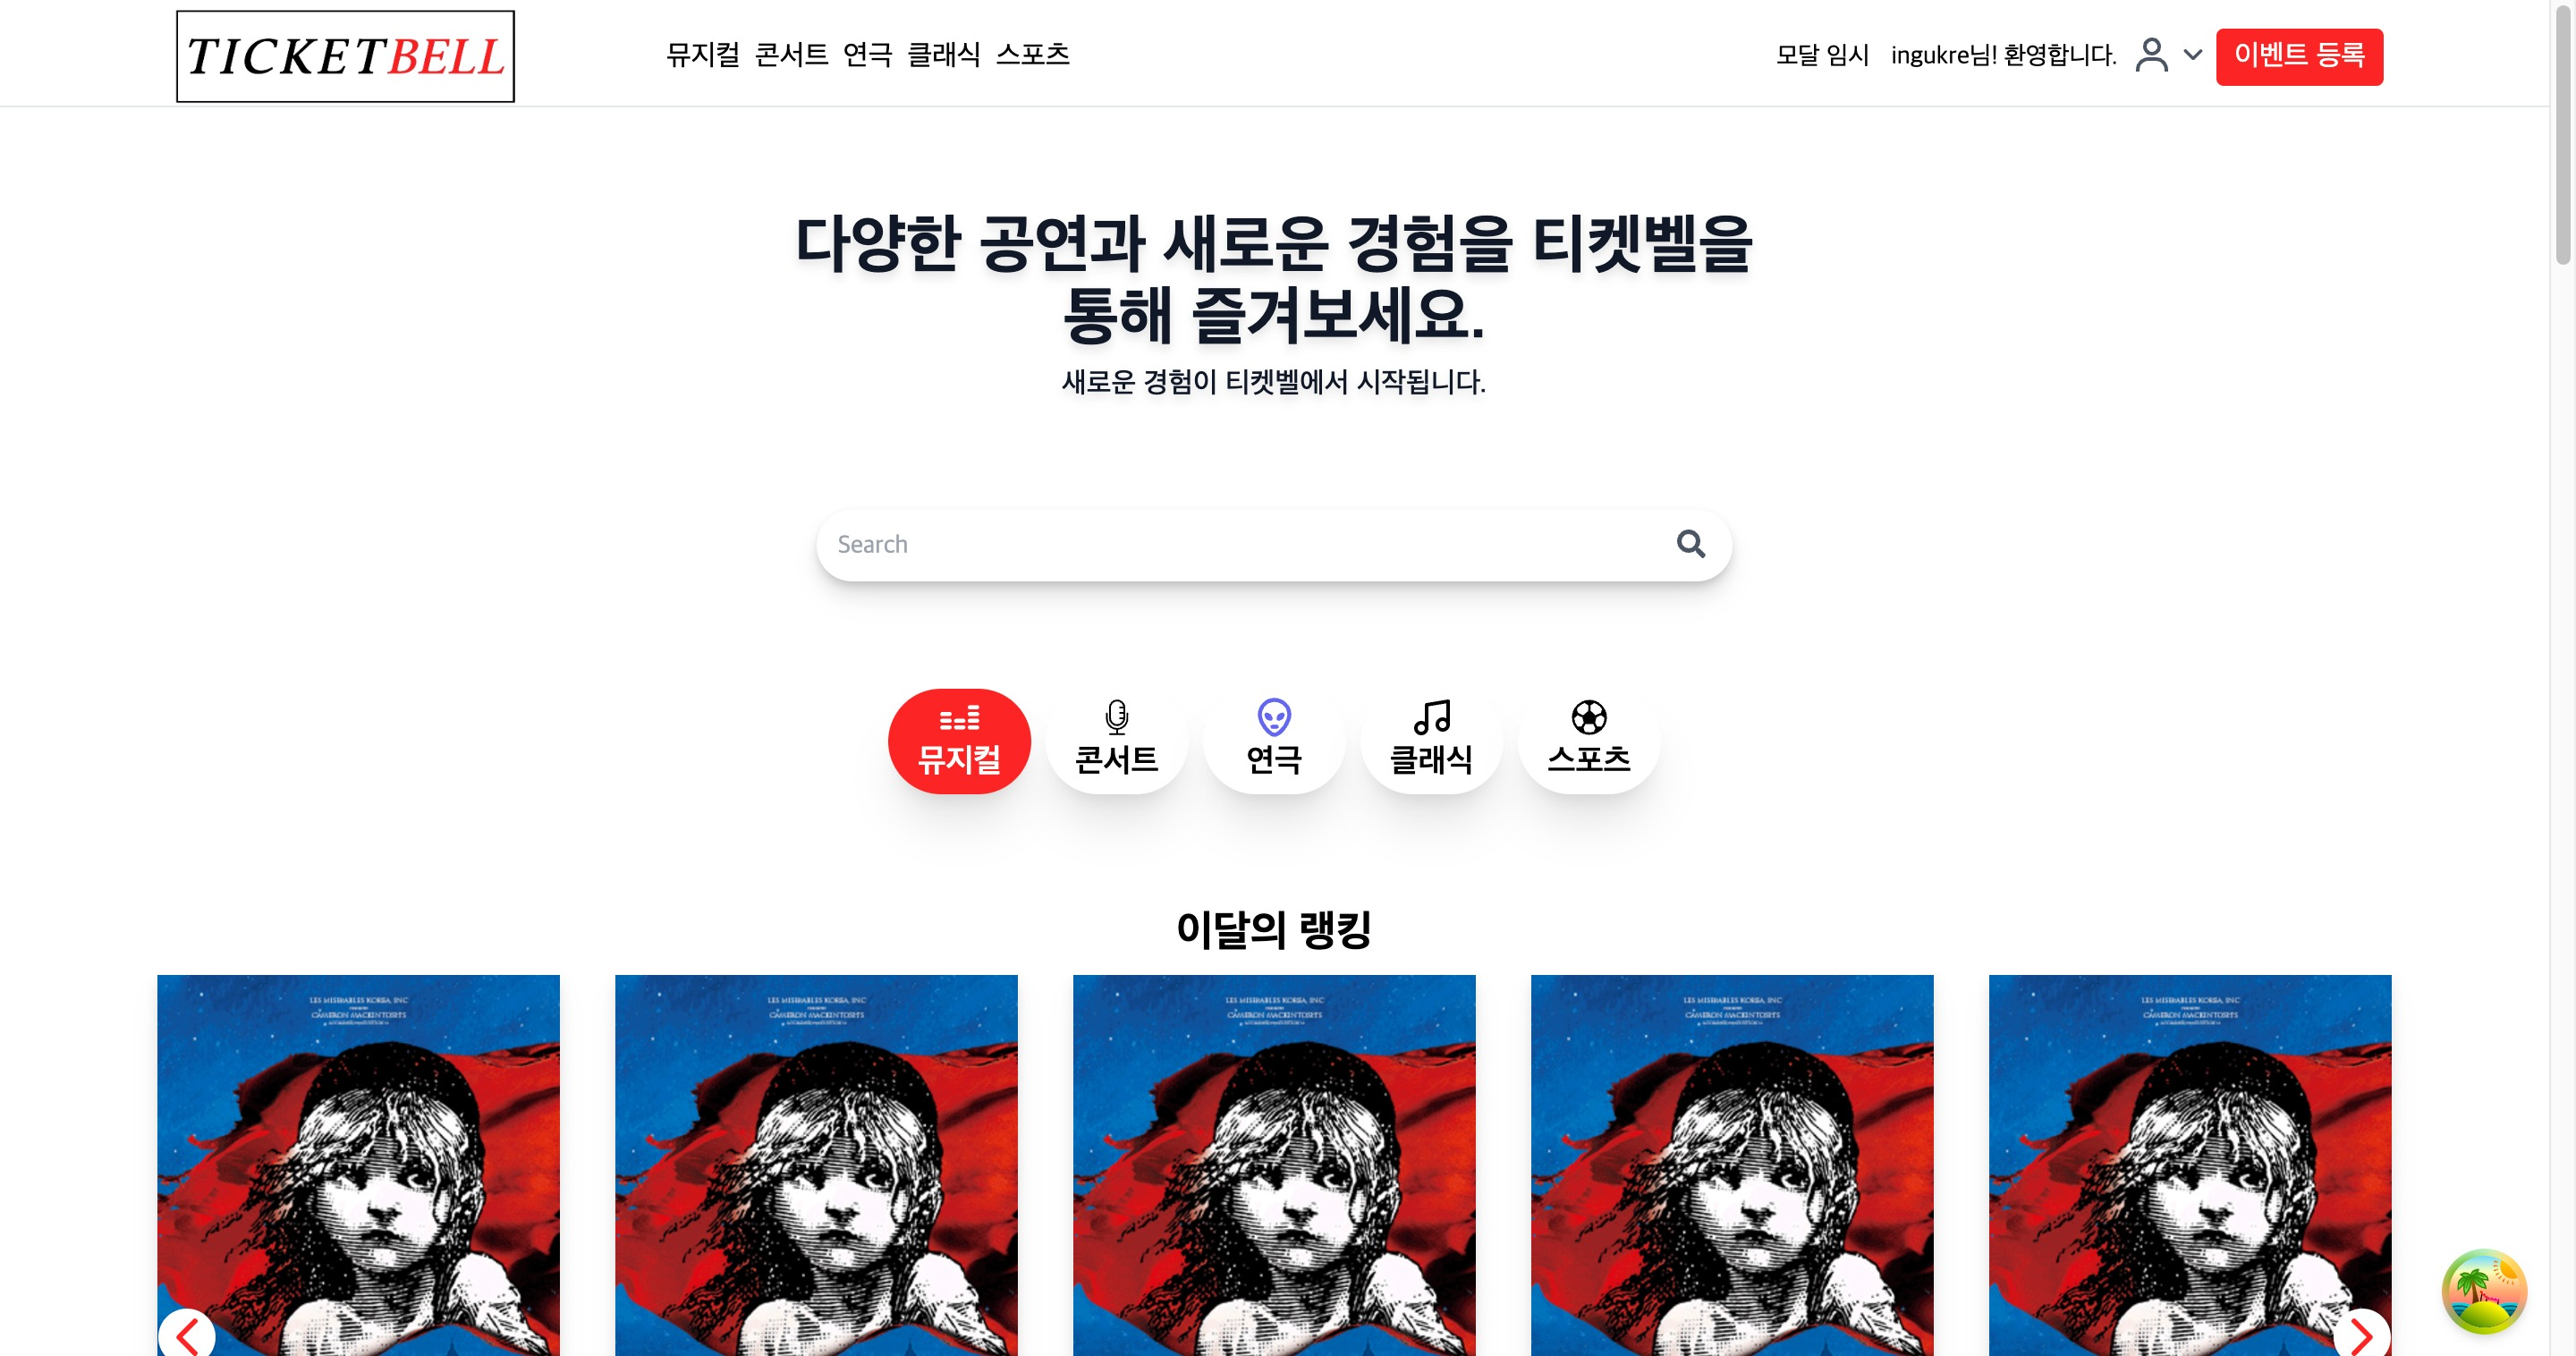 TICKETBELL
뮤지컬 콘서트 연극 클래식 스포츠
모달 임시 ingukre님! 환영합니다.
이벤트 등록
다양한 공연과 새로운 경험을 티켓벨을
통해 즐겨보세요.
새로운 경험이 티켓벨에서 시작됩니다.
Search
뮤지컬
콘서트
연극
클래식
스포츠
이달의 랭킹
LES MISERABLES KOREA, INC
CAMERON MACKINTOSH'S
LES MISERABLES KOREA, INC
CAMERON MACKINTOSH'S
LES MISERABLES KOREA, INC
CAMERON MACKINTOSH'S
LES MISERABLES KOREA, INC
CAMERON MACKINTOSH'S
LES MISERABLES KOREA, INC
CAMERON MACKINTOSH'S